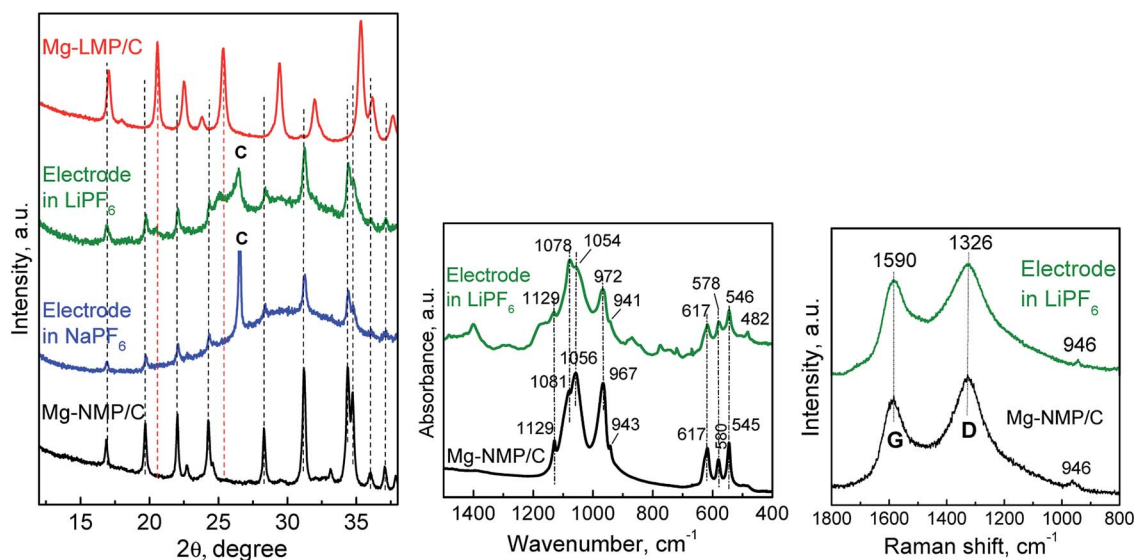 Mg-LMP/C
C
Electrode
in LiPF6
C
Electrode
in NaPF6
Mg-NMP/C
Intensity, a.u.
15 20 25 30 35
2θ, degree
1078 1054
Electrode
in LiPF6
1129
972
941
578
617
546
482
1056
1081
967
1129
943
Mg-NMP/C
617
580
545
Absorbance, a.u.
1400 1200 1000 800 600 400
Wavenumber, cm-1
1590 1326
Electrode
in LiPF6
946
Mg-NMP/C
G D
946
Intensity, a.u.
1800 1600 1400 1200 1000 800
Raman shift, cm-1